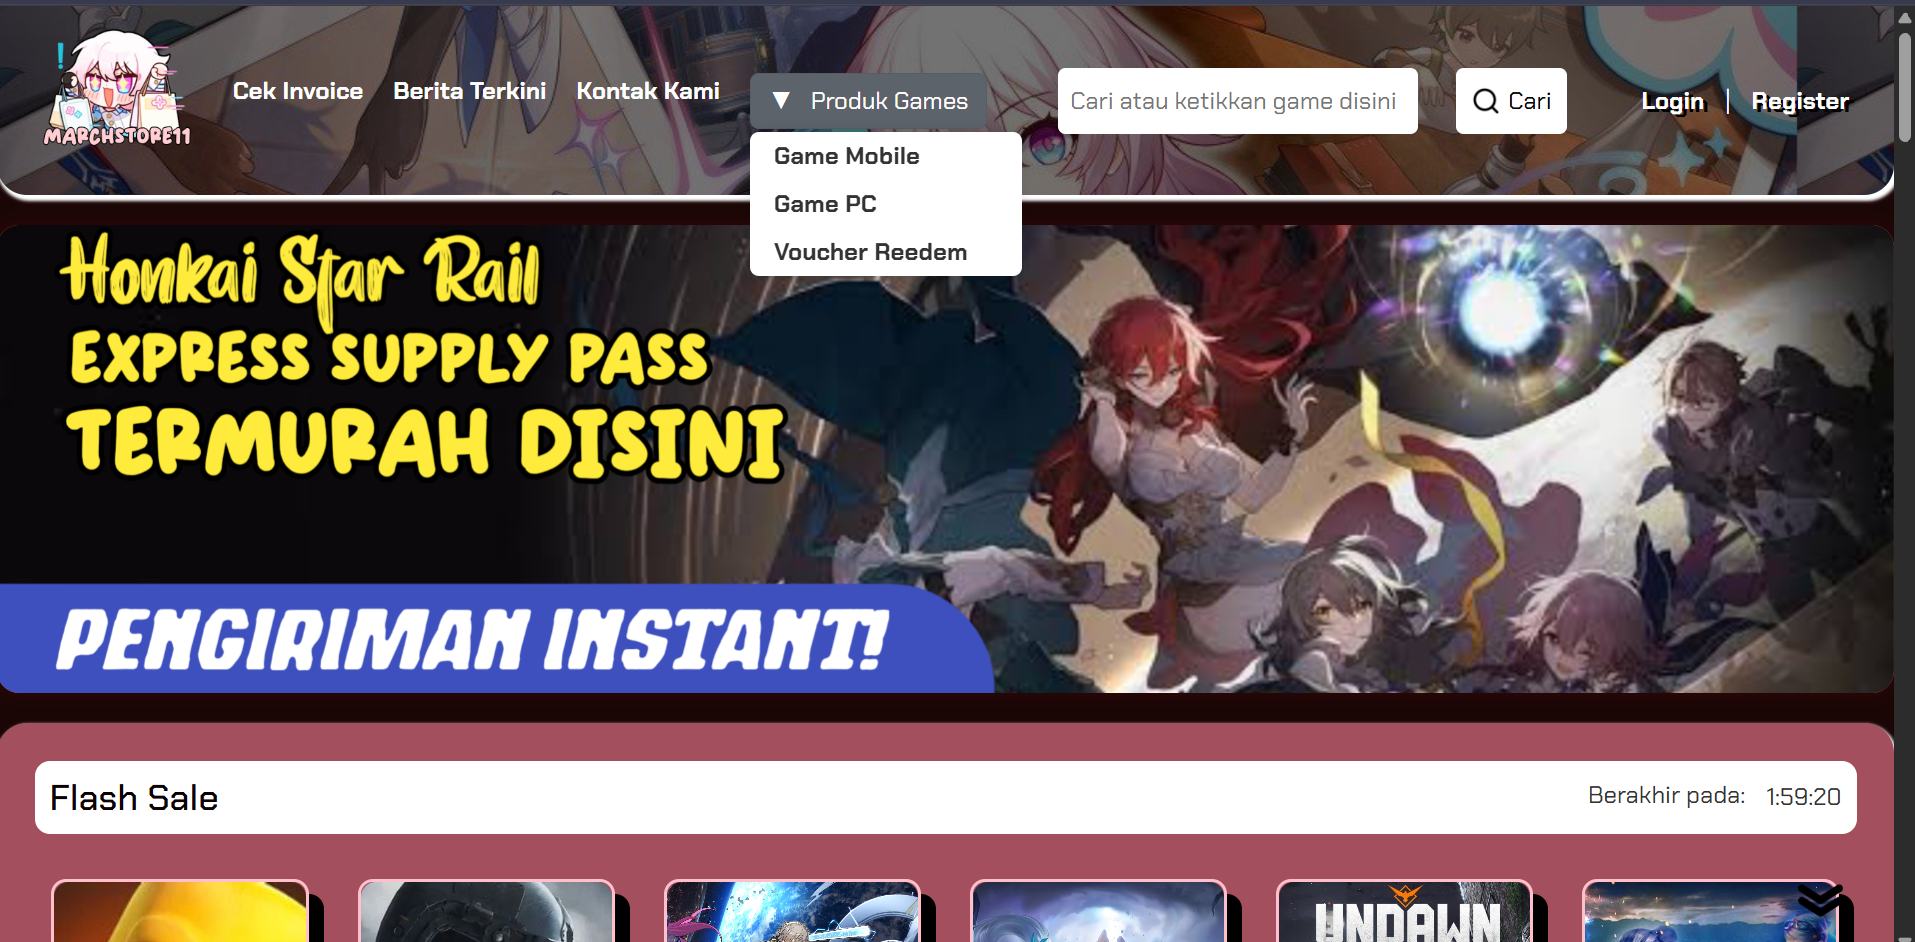 MARCHSTORE11
Cek Invoice
Berita Terkini
Kontak Kami
▼ Produk Games
Cari atau ketikkan game disini
Cari
Login | Register
Game Mobile
Game PC
Voucher Reedem
Honkai Star Rail
EXPRESS SUPPLY PASS
TERMURAH DISINI
PENGIRIMAN INSTANT!
Flash Sale
Berakhir pada: 1:59:20
UNDAWN